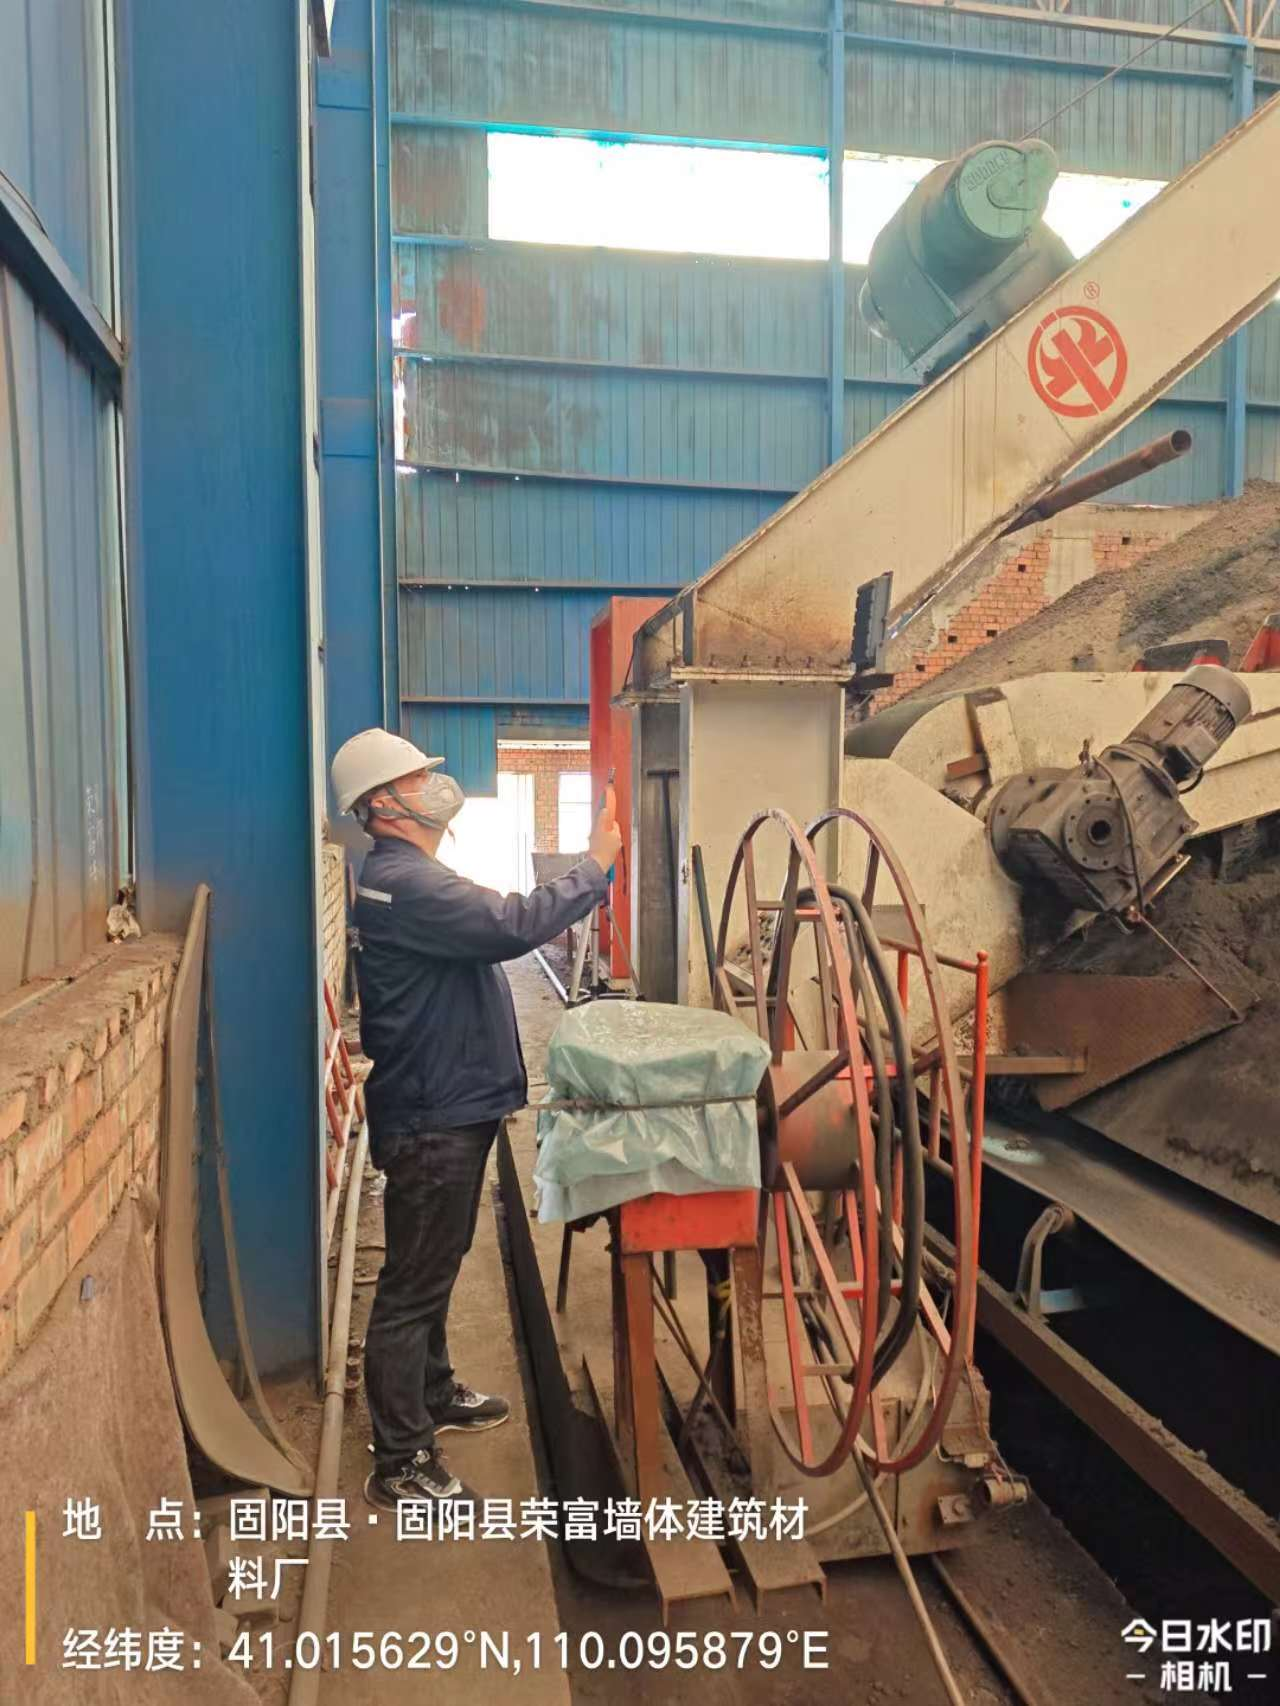 地 点：固阳县·固阳县荣富墙体建筑材
料厂
经纬度：41.015629°N,110.095879°E
今日水印
－相机－
®